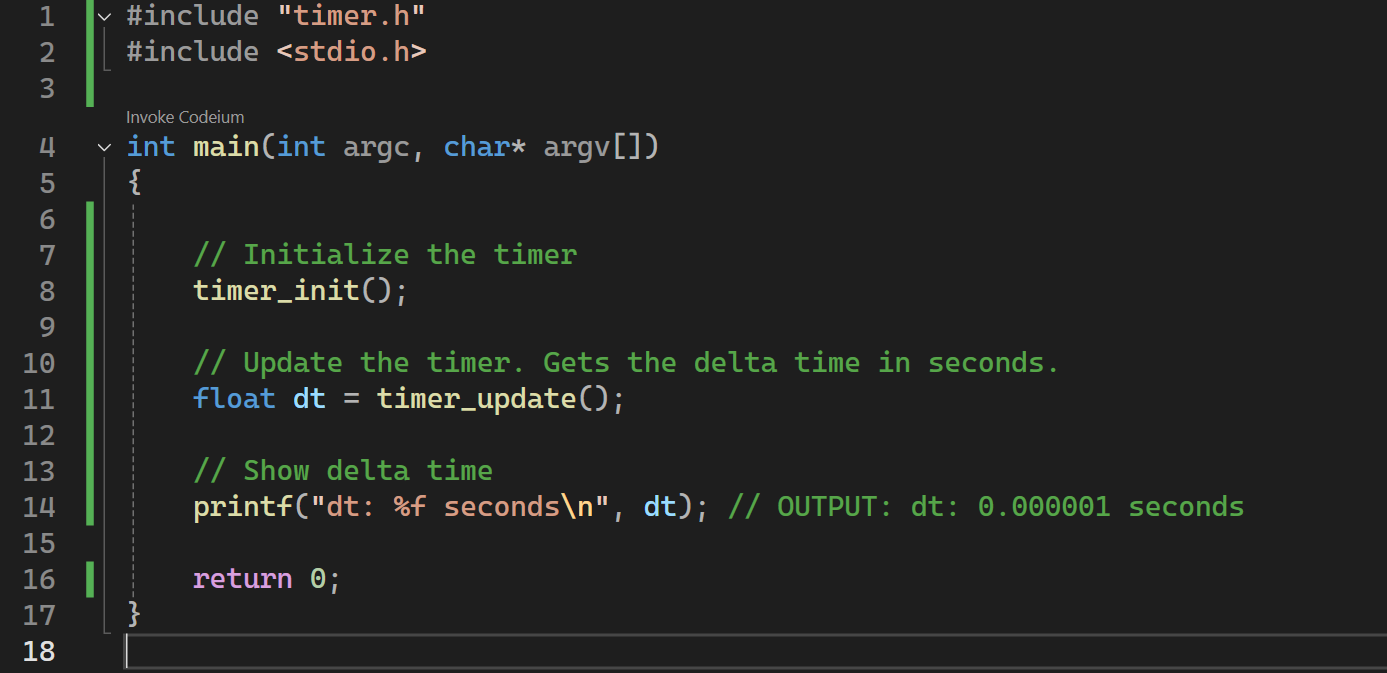 1 #include "timer.h"
2 #include <stdio.h>
3
Invoke Codeium
4 int main(int argc, char* argv[])
5 {
6
7 // Initialize the timer
8 timer_init();
9
10 // Update the timer. Gets the delta time in seconds.
11 float dt = timer_update();
12
13 // Show delta time
14 printf("dt: %f seconds\n", dt); // OUTPUT: dt: 0.000001 seconds
15
16 return 0;
17 }
18